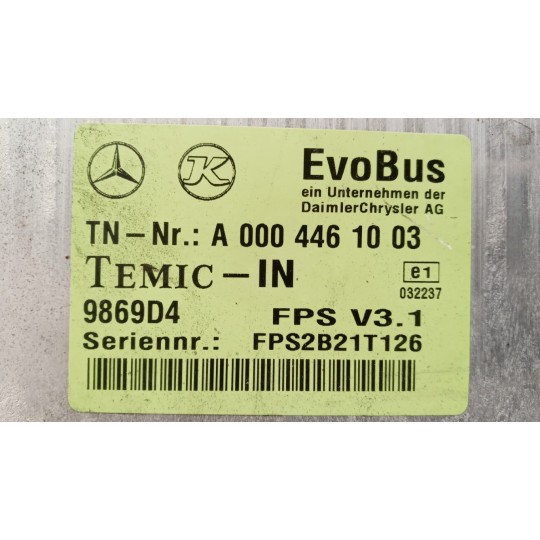 K
EvoBus
ein Unternehmen der
DaimlerChrysler AG
TN-Nr.: A 000 446 10 03
TEMIC-IN
e1
032237
9869D4 FPS V3.1
Seriennr.: FPS2B21T126